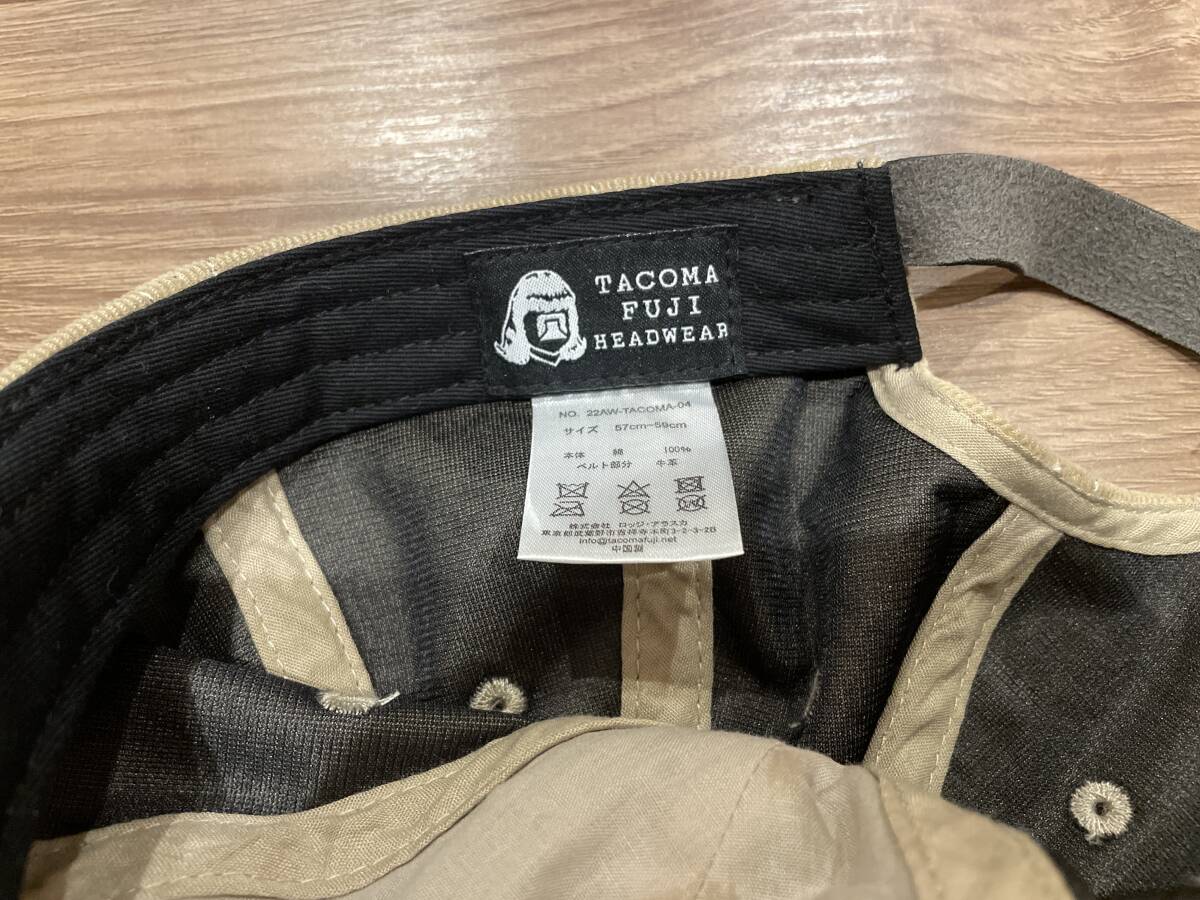 TACOMA
FUJI
HEADWEAR
NO. 22AW-TACOMA-04
サイズ 57cm-59cm
本体 綿 100%
ベルト部分 牛革
株式会社 ロッジ・アラスカ
東京都武蔵野市吉祥寺本町3-2-3-2B
info@tacomafuji.net
中国製